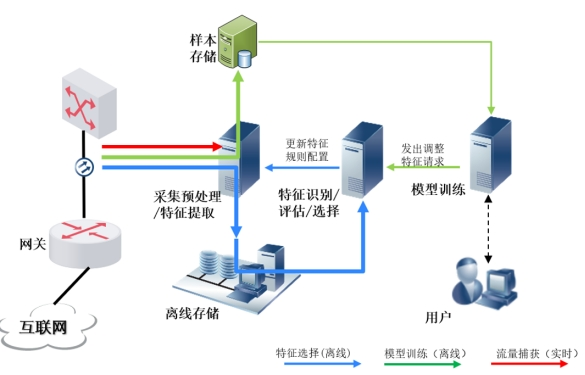 样本
存储
更新特征
规则配置
发出调整
特征请求
采集预处理
/特征提取
特征识别/
评估/选择
模型训练
网关
离线存储
互联网
用户
特征选择(离线)
模型训练（离线）
流量捕获（实时）